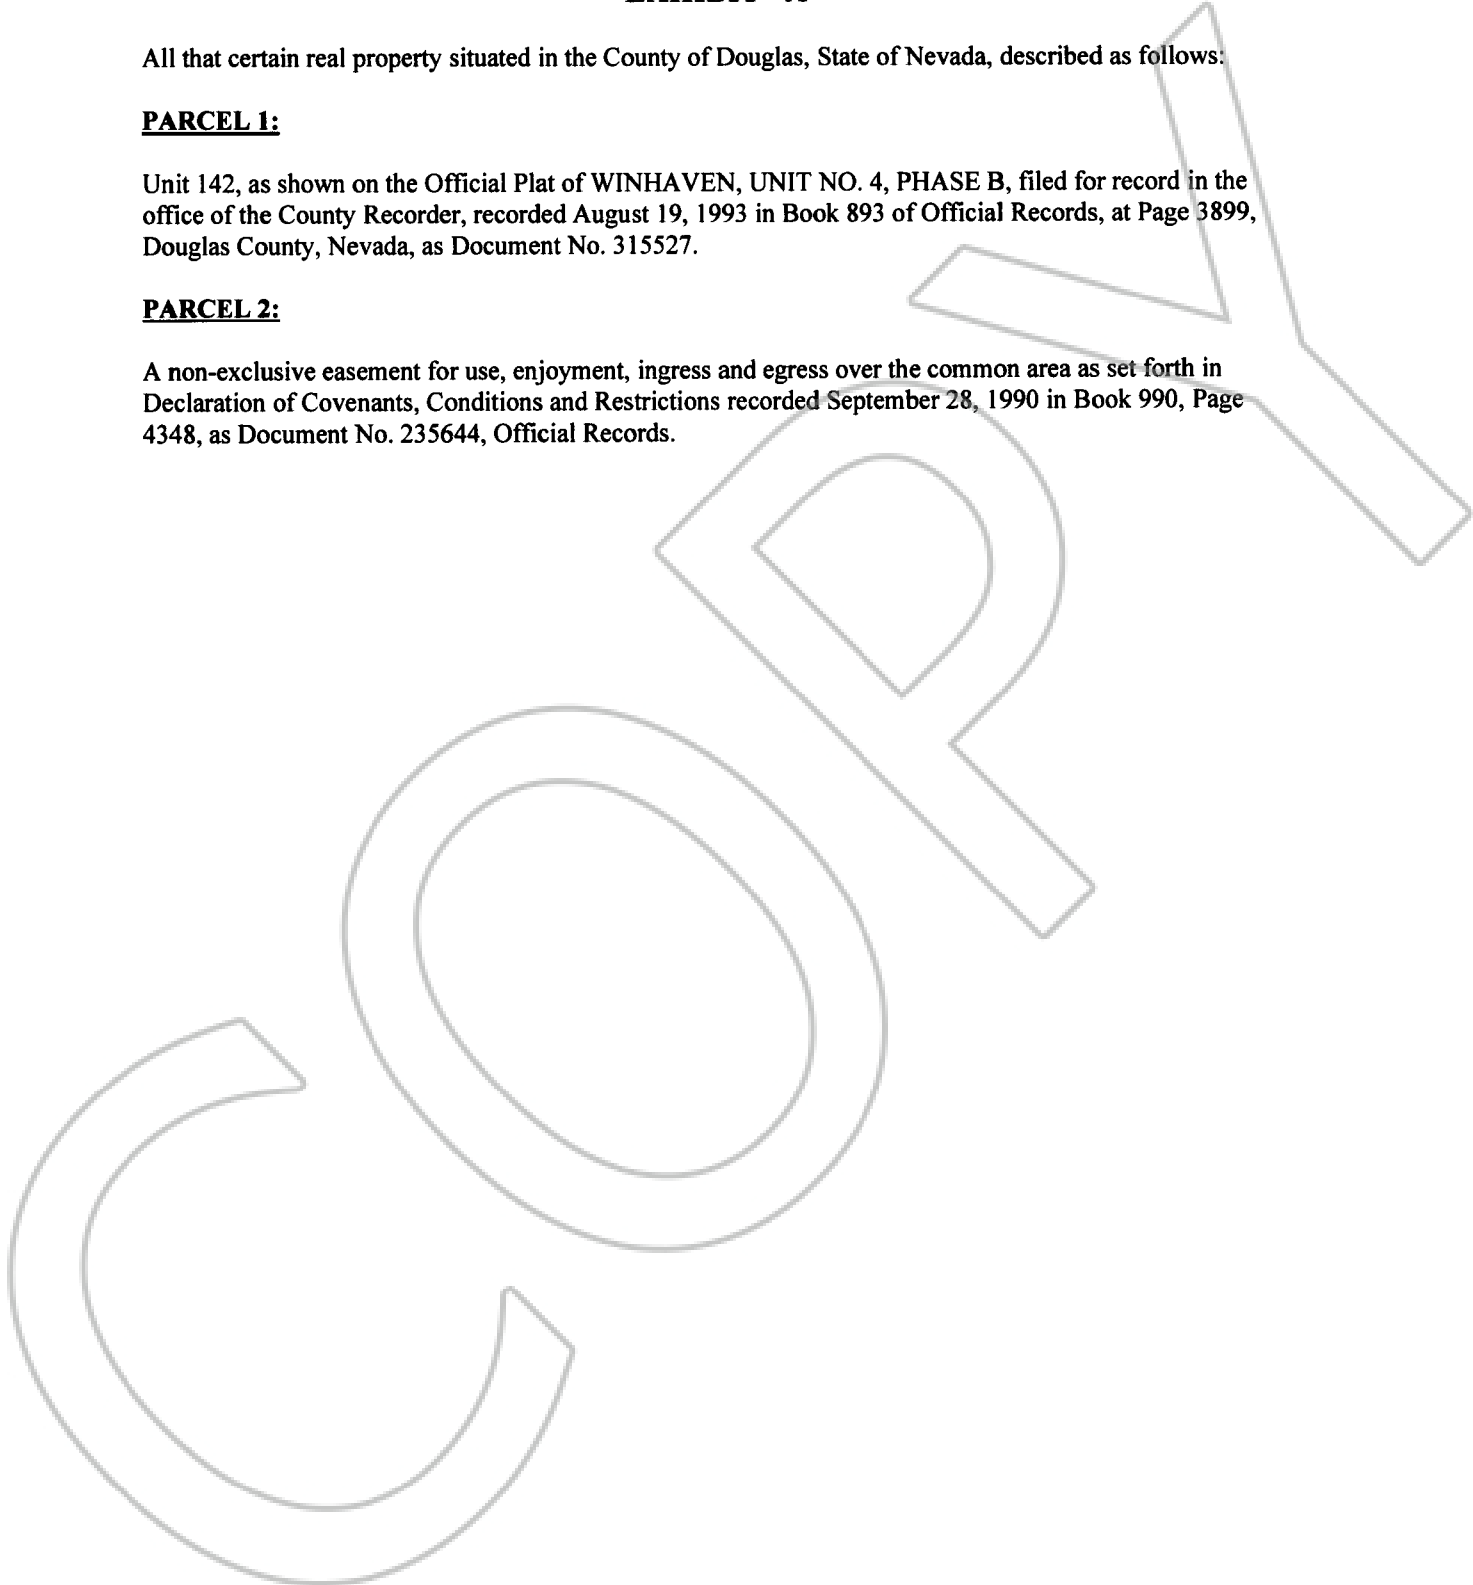 All that certain real property situated in the County of Douglas, State of Nevada, described as follows:
PARCEL 1:
Unit 142, as shown on the Official Plat of WINHAVEN, UNIT NO. 4, PHASE B, filed for record in the
office of the County Recorder, recorded August 19, 1993 in Book 893 of Official Records, at Page 3899,
Douglas County, Nevada, as Document No. 315527.
PARCEL 2:
A non-exclusive easement for use, enjoyment, ingress and egress over the common area as set forth in
Declaration of Covenants, Conditions and Restrictions recorded September 28, 1990 in Book 990, Page
4348, as Document No. 235644, Official Records.
COPY